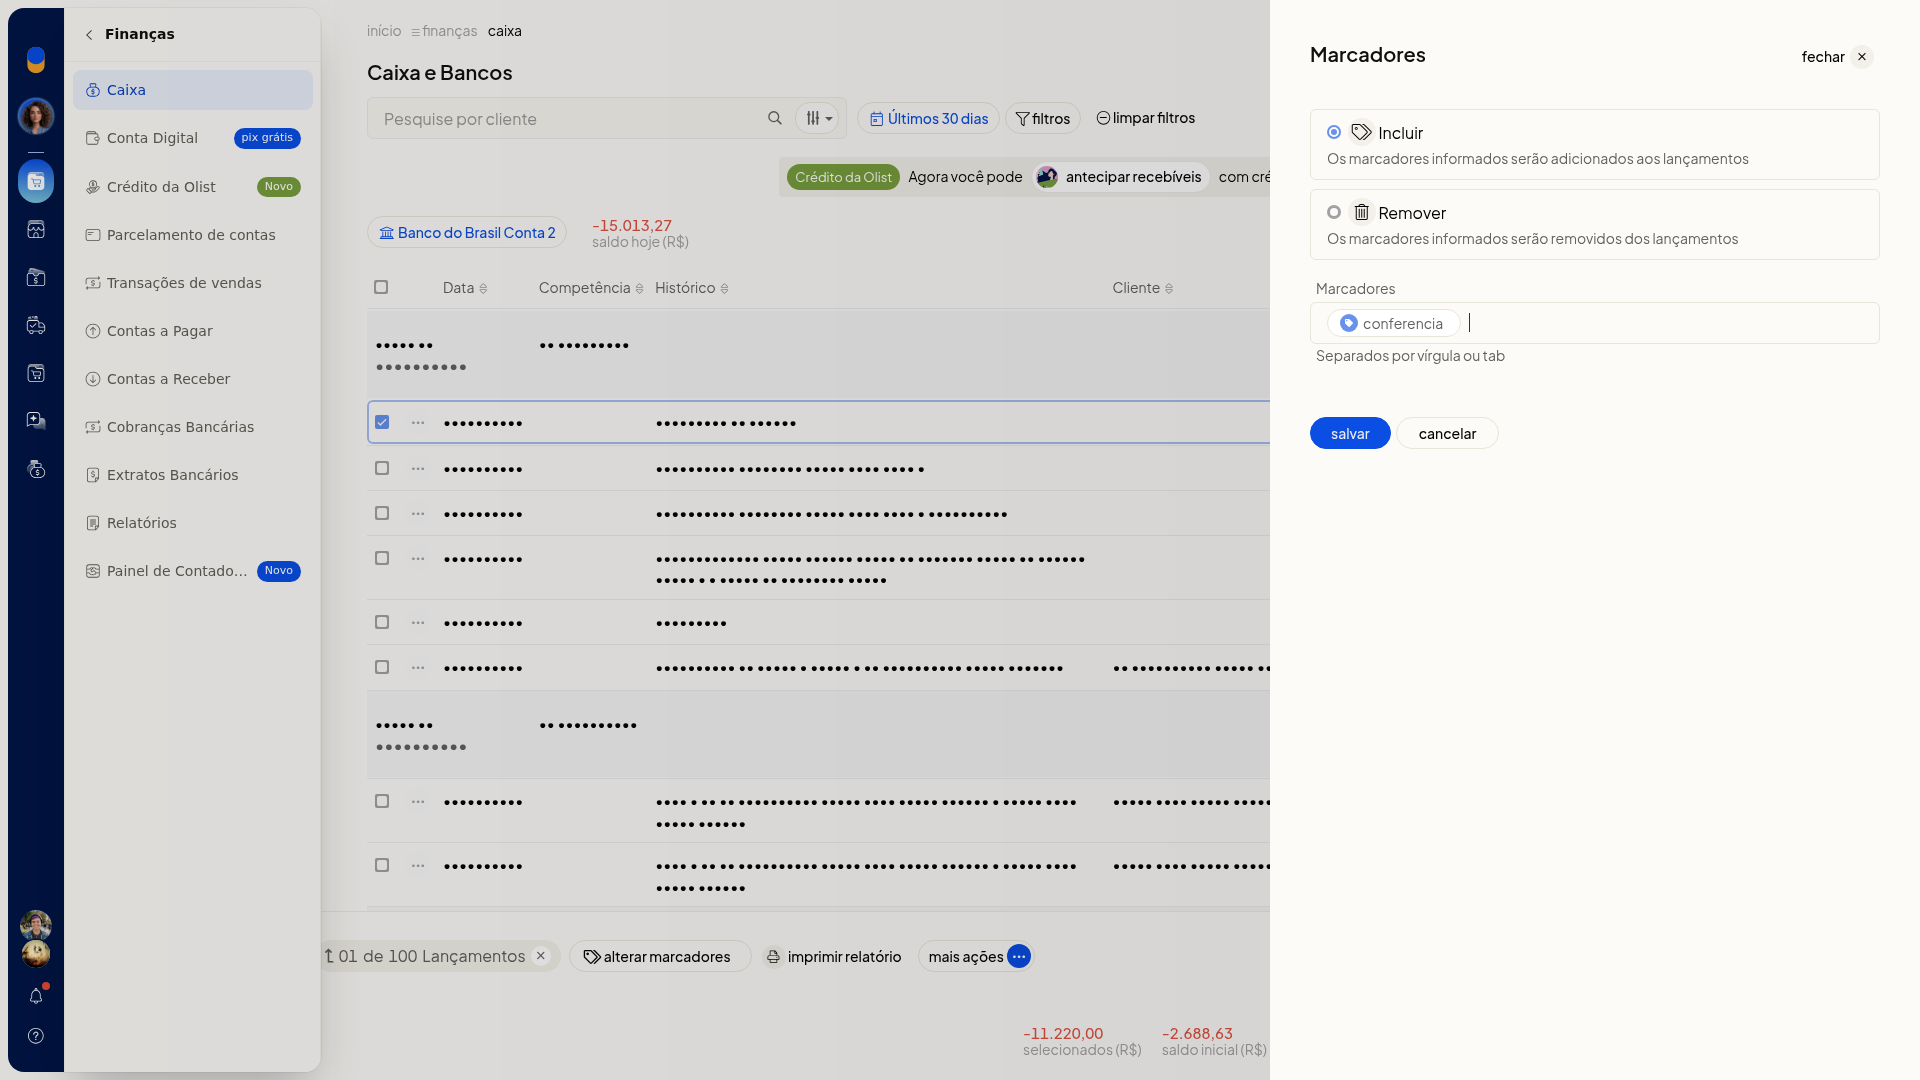 Finanças
Caixa
Conta Digital
pix grátis
Crédito da Olist
Novo
Parcelamento de contas
Transações de vendas
Contas a Pagar
Contas a Receber
Cobranças Bancárias
Extratos Bancários
Relatórios
Painel de Contado...
Novo
início
finanças
caixa
Caixa e Bancos
Pesquise por cliente
Últimos 30 dias
filtros
limpar filtros
Crédito da Olist
Agora você pode
antecipar recebíveis
com cré
Banco do Brasil Conta 2
-15.013,27
saldo hoje (R$)
Data
Competência
Histórico
Cliente
01 de 100 Lançamentos
alterar marcadores
imprimir relatório
mais ações
-11.220,00
selecionados (R$)
-2.688,63
saldo inicial (R$)
Marcadores
fechar
Incluir
Os marcadores informados serão adicionados aos lançamentos
Remover
Os marcadores informados serão removidos dos lançamentos
Marcadores
conferencia
Separados por vírgula ou tab
salvar
cancelar